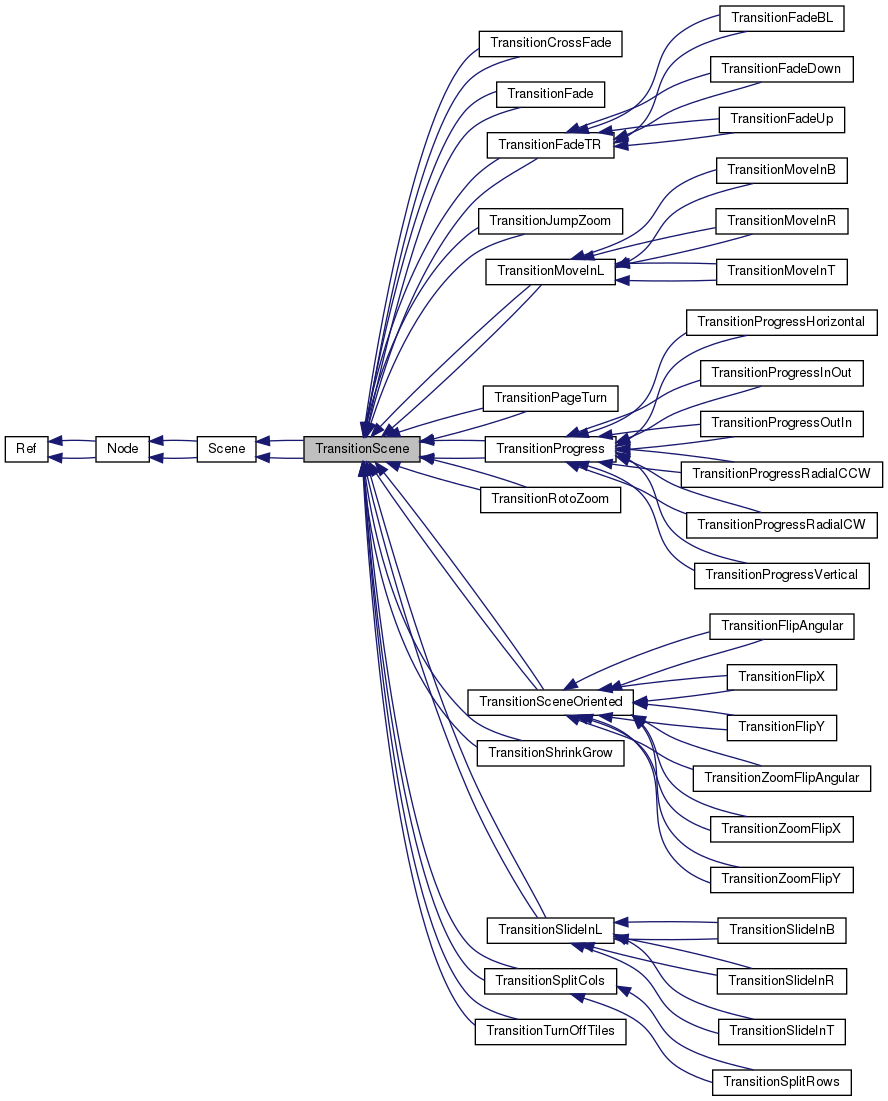 TransitionFadeBL
TransitionCrossFade
TransitionFadeDown
TransitionFade
TransitionFadeUp
TransitionFadeTR
TransitionMoveInB
TransitionJumpZoom
TransitionMoveInR
TransitionMoveInL
TransitionMoveInT
TransitionProgressHorizontal
TransitionProgressInOut
TransitionPageTurn
TransitionProgressOutIn
Ref
Node
Scene
TransitionScene
TransitionProgress
TransitionProgressRadialCCW
TransitionRotoZoom
TransitionProgressRadialCW
TransitionProgressVertical
TransitionFlipAngular
TransitionFlipX
TransitionSceneOriented
TransitionFlipY
TransitionShrinkGrow
TransitionZoomFlipAngular
TransitionZoomFlipX
TransitionZoomFlipY
TransitionSlideInL
TransitionSlideInB
TransitionSplitCols
TransitionSlideInR
TransitionTurnOffTiles
TransitionSlideInT
TransitionSplitRows